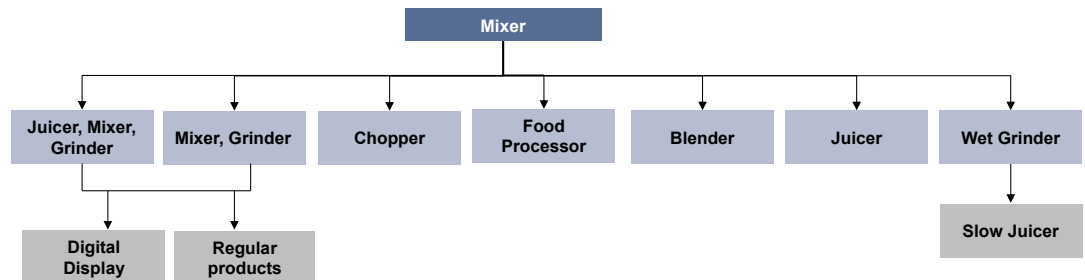 Mixer
Juicer, Mixer,
Grinder
Mixer, Grinder
Chopper
Food
Processor
Blender
Juicer
Wet Grinder
Digital
Display
Regular
products
Slow Juicer